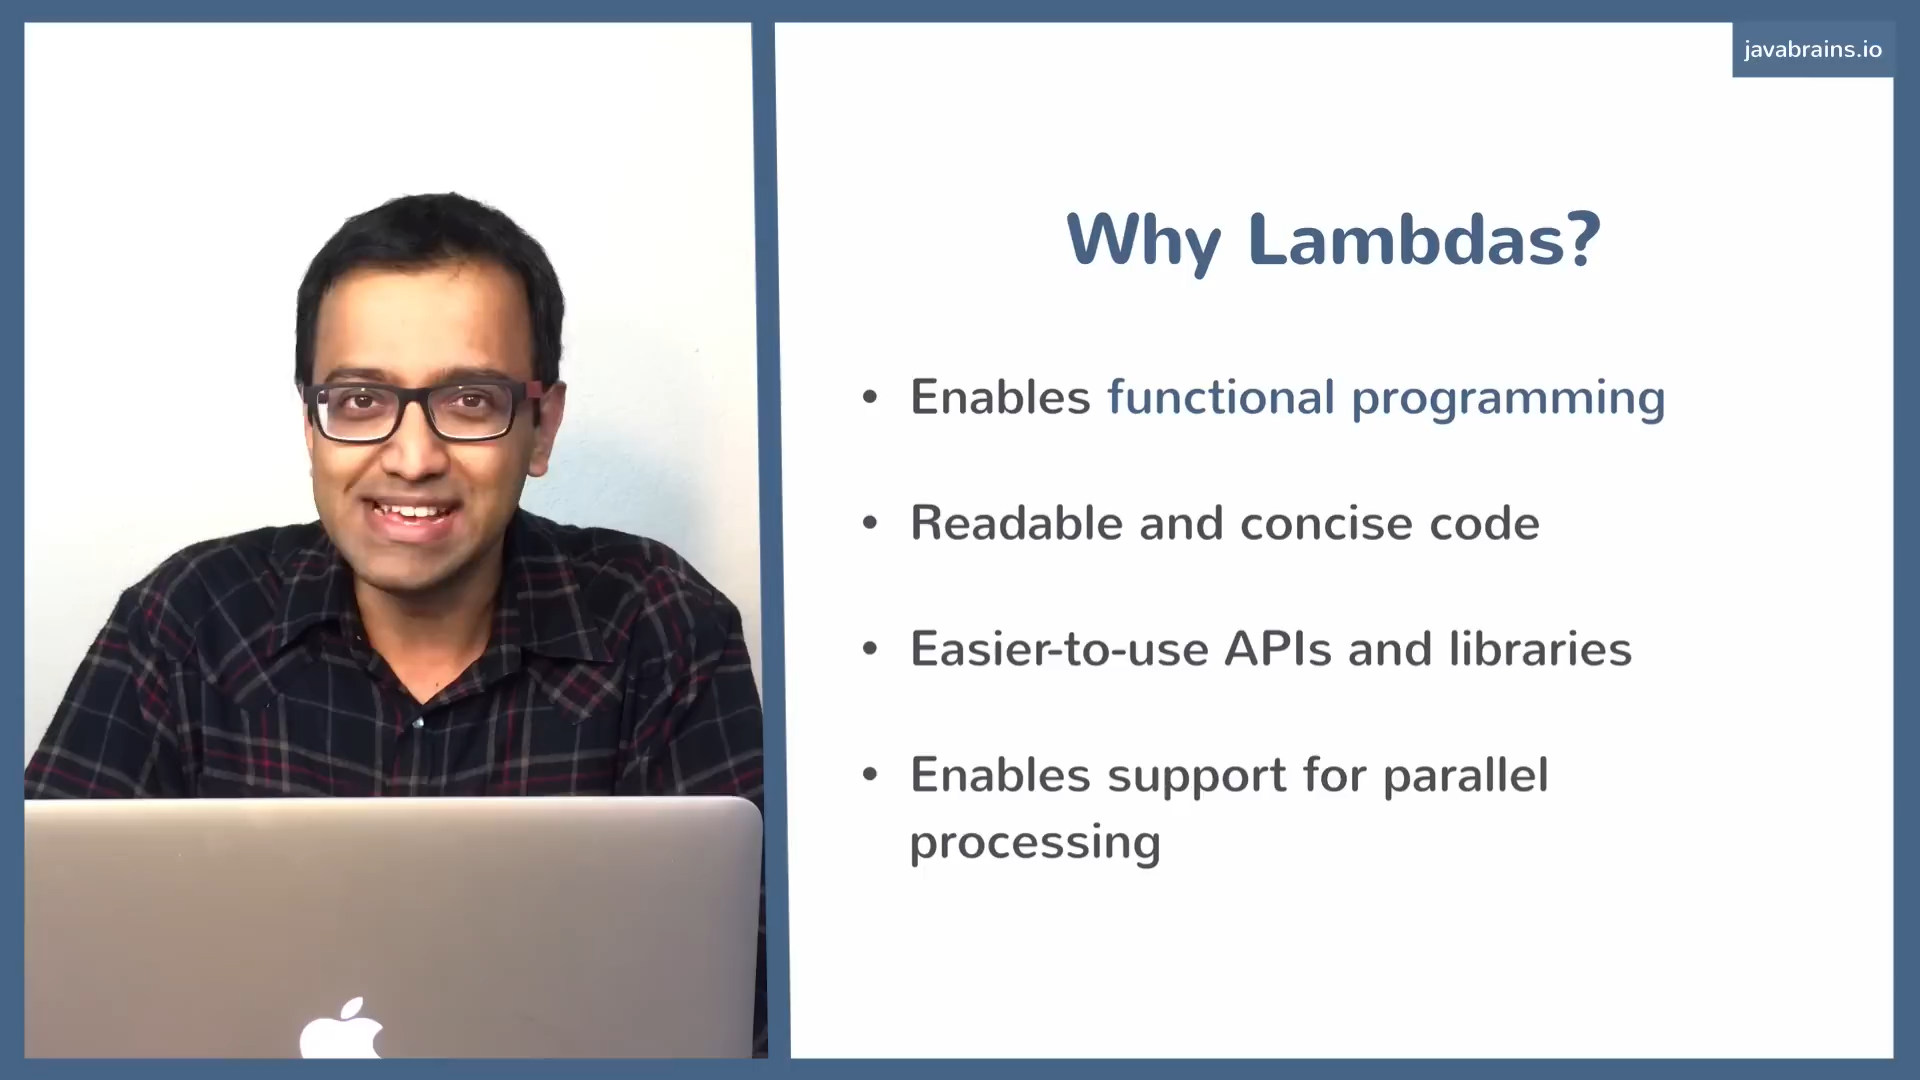 javabrains.io
Why Lambdas?
• Enables functional programming
• Readable and concise code
• Easier-to-use APIs and libraries
• Enables support for parallel
processing